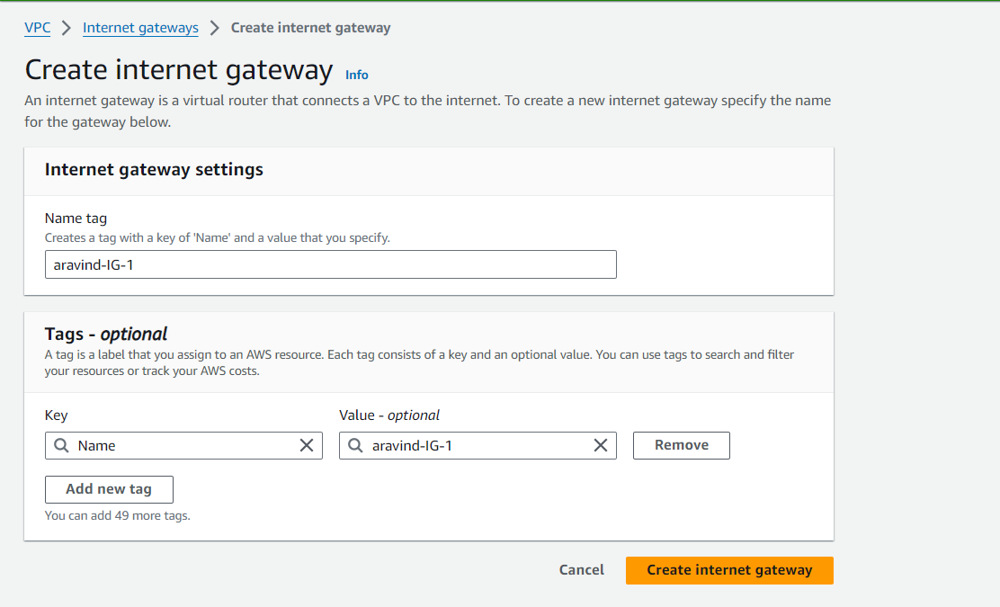 VPC > Internet gateways > Create internet gateway
Create internet gateway Info
An internet gateway is a virtual router that connects a VPC to the internet. To create a new internet gateway specify the name
for the gateway below.
Internet gateway settings
Name tag
Creates a tag with a key of 'Name' and a value that you specify.
aravind-IG-1
Tags - optional
A tag is a label that you assign to an AWS resource. Each tag consists of a key and an optional value. You can use tags to search and filter
your resources or track your AWS costs.
Key Value - optional
Name aravind-IG-1 Remove
Add new tag
You can add 49 more tags.
Cancel Create internet gateway